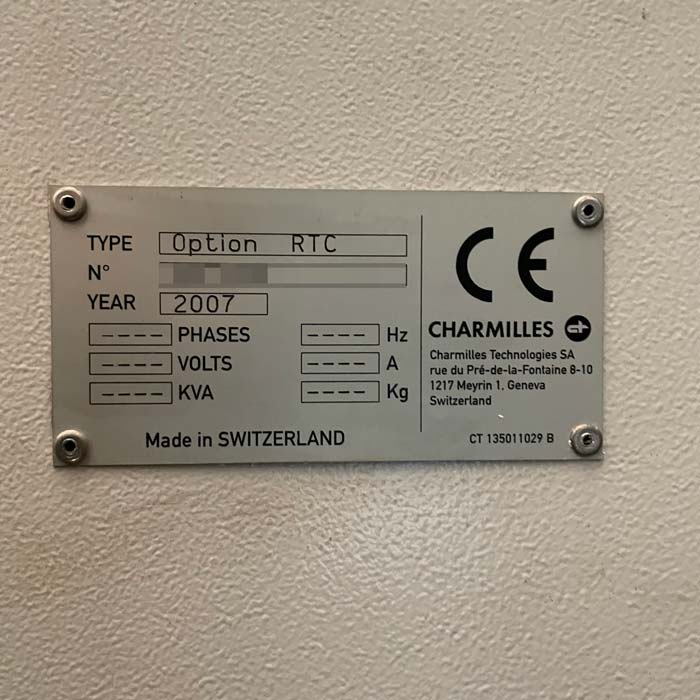 TYPE Option RTC
N°
YEAR 2007
---- PHASES ---- Hz
---- VOLTS ---- A
---- KVA ---- Kg
Made in SWITZERLAND
CE
CHARMILLES
Charmilles Technologies SA
rue du Pré-de-la-Fontaine 8-10
1217 Meyrin 1, Geneva
Switzerland
CT 135011029 B